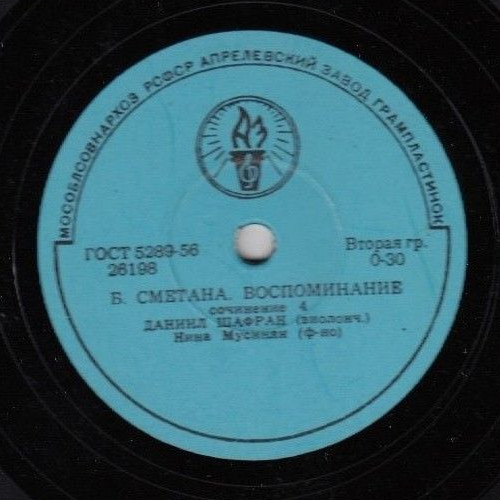 МОСОБЛСОВНАРХОЗ РСФСР АПРЕЛЕВСКИЙ ЗАВОД ГРАМПЛАСТИНОК
АЗ
Ф
ГОСТ 5289-56
26198
Вторая гр.
0-30
Б. СМЕТАНА. ВОСПОМИНАНИЕ
сочинение 4
ДАНИИЛ ШАФРАН (виолонч.)
Нина Мусинян (ф-но)